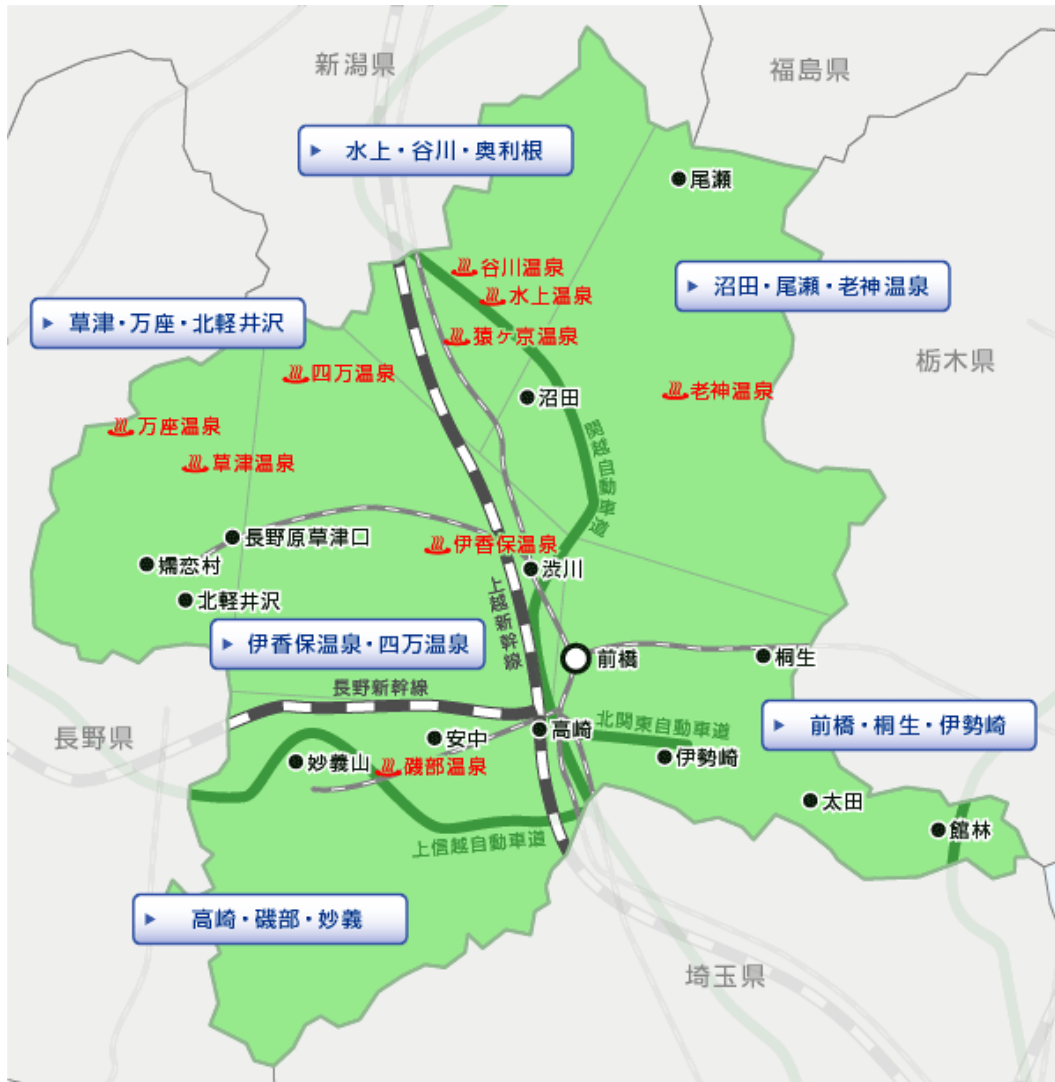 新潟県
福島県
▶ 水上・谷川・奥利根
尾瀬
谷川温泉
水上温泉
▶ 沼田・尾瀬・老神温泉
▶ 草津・万座・北軽井沢
猿ヶ京温泉
栃木県
四万温泉
老神温泉
沼田
万座温泉
草津温泉
関越自動車道
長野原草津口
伊香保温泉
嬬恋村
渋川
北軽井沢
上越新幹線
▶ 伊香保温泉・四万温泉
前橋
桐生
長野新幹線
長野県
安中
高崎
北関東自動車道
▶ 前橋・桐生・伊勢崎
妙義山
磯部温泉
伊勢崎
太田
館林
上信越自動車道
▶ 高崎・磯部・妙義
埼玉県